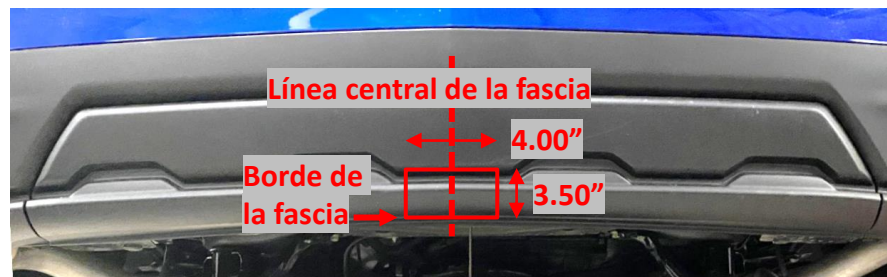 Línea central de la fascia
4.00”
Borde de
la fascia
3.50”